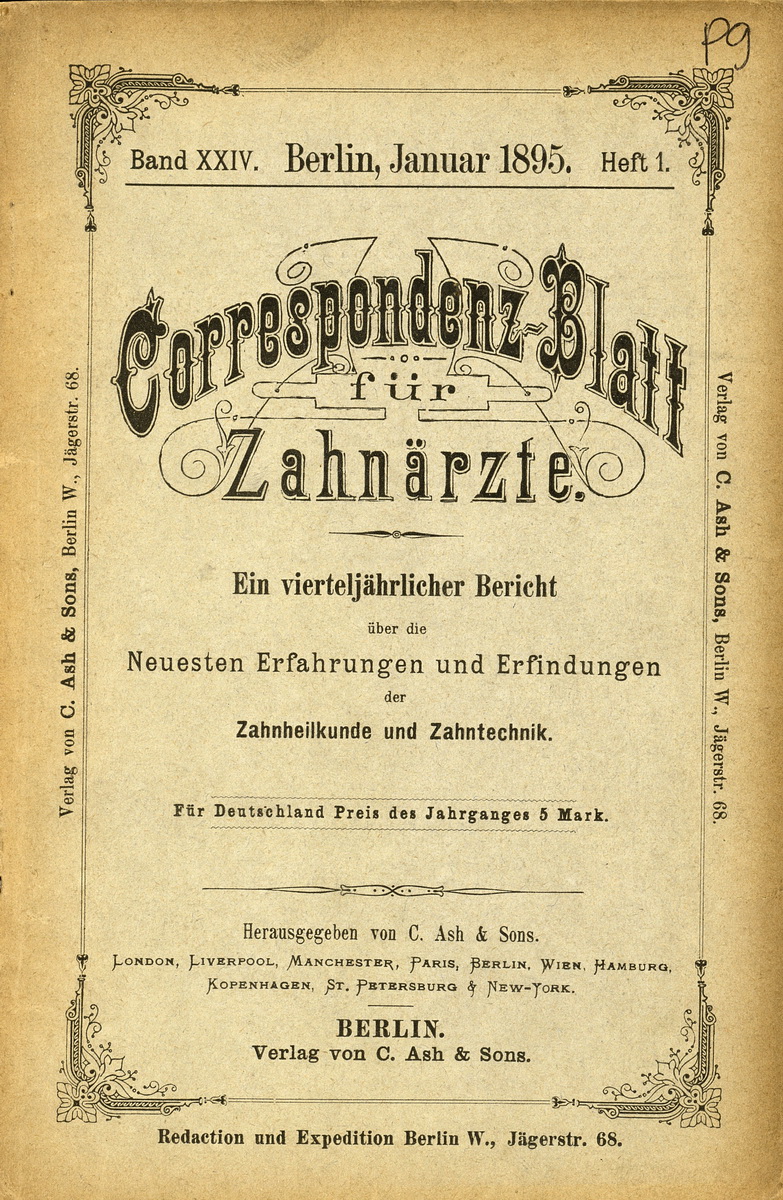 P9
Band XXIV. Berlin, Januar 1895. Heft 1.
Correspondenz-Blatt
für
Zahnärzte.
Ein vierteljährlicher Bericht
über die
Neuesten Erfahrungen und Erfindungen
der
Zahnheilkunde und Zahntechnik.
Für Deutschland Preis des Jahrganges 5 Mark.
Herausgegeben von C. Ash & Sons.
London, Liverpool, Manchester, Paris, Berlin, Wien, Hamburg,
Kopenhagen, St. Petersburg & New-York.
BERLIN.
Verlag von C. Ash & Sons.
Redaction und Expedition Berlin W., Jägerstr. 68.
Verlag von C. Ash & Sons, Berlin W., Jägerstr. 68.
Verlag von C. Ash & Sons, Berlin W., Jägerstr. 68.